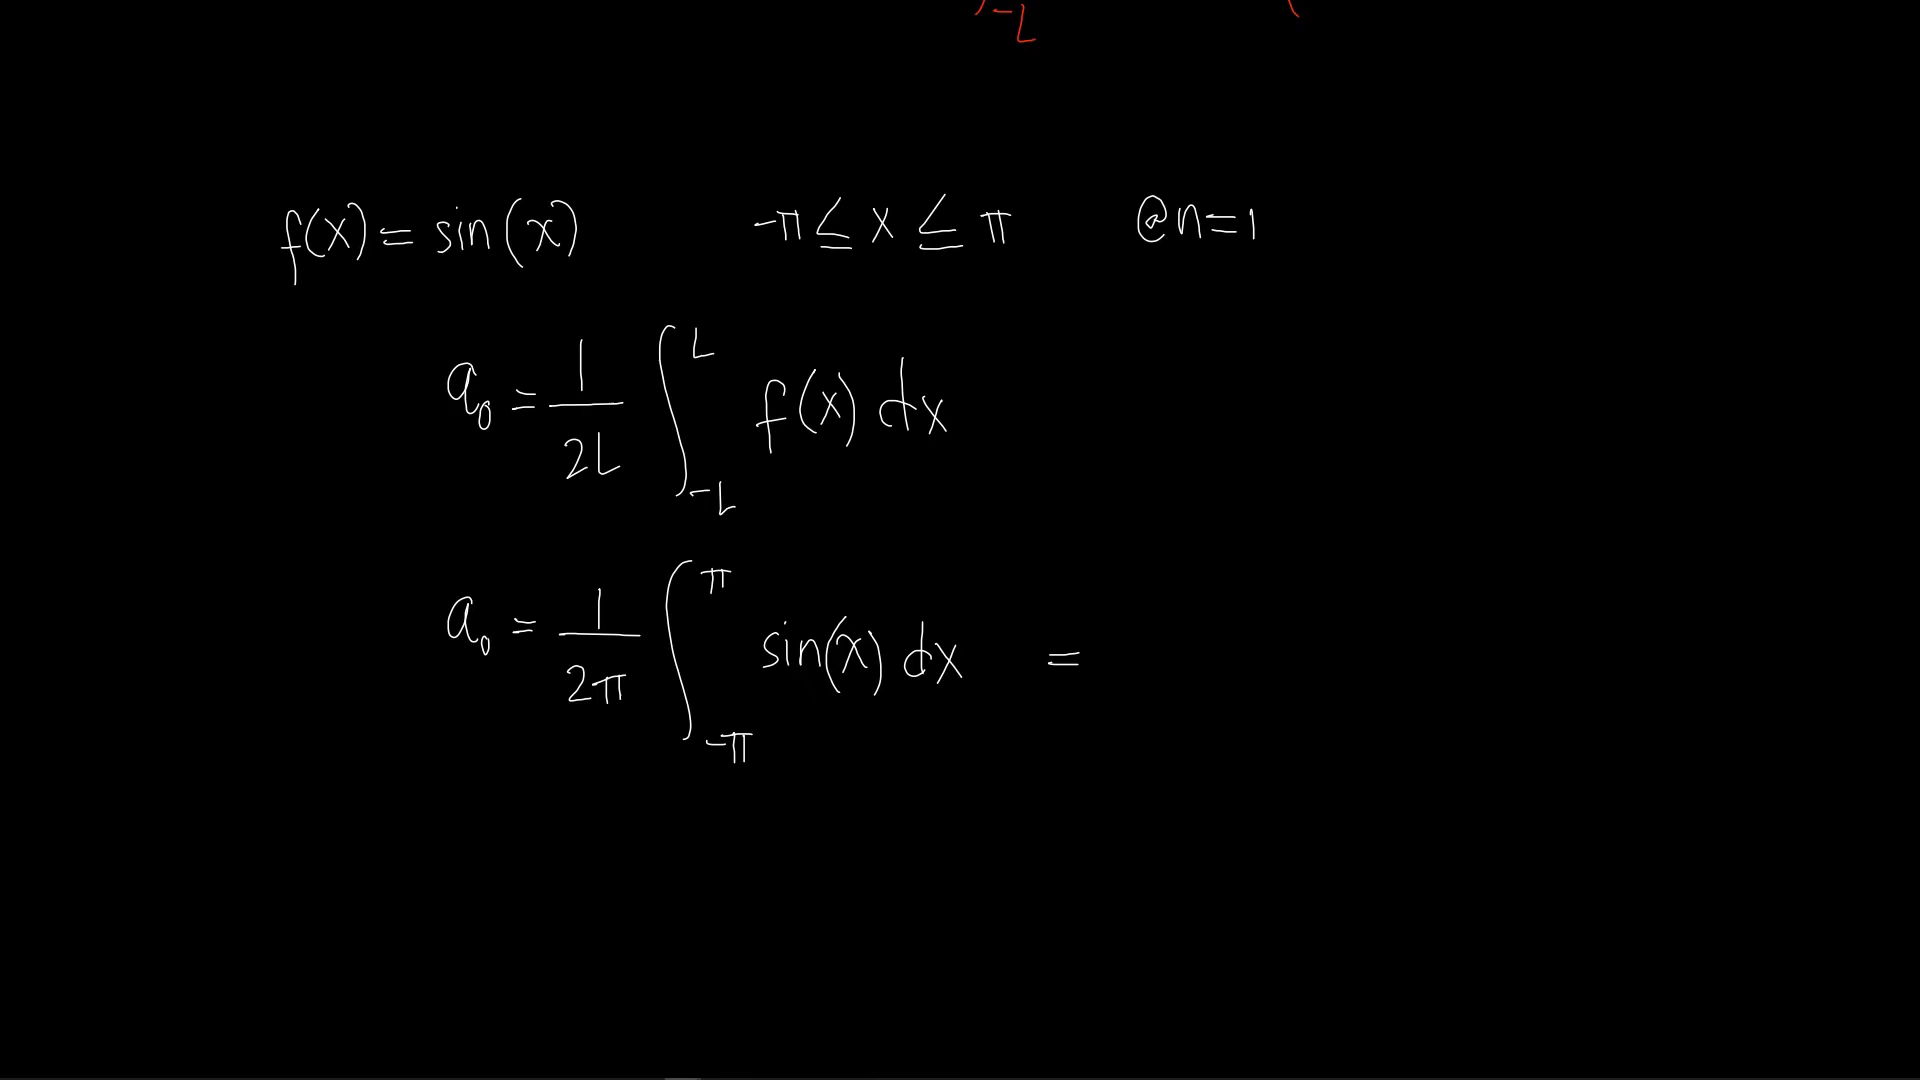 -L
f(x) = sin(x) -π ≤ x ≤ π @n=1
a₀ = 1/2L ∫_{-L}^{L} f(x) dx
a₀ = 1/2π ∫_{-π}^{π} sin(x) dx =